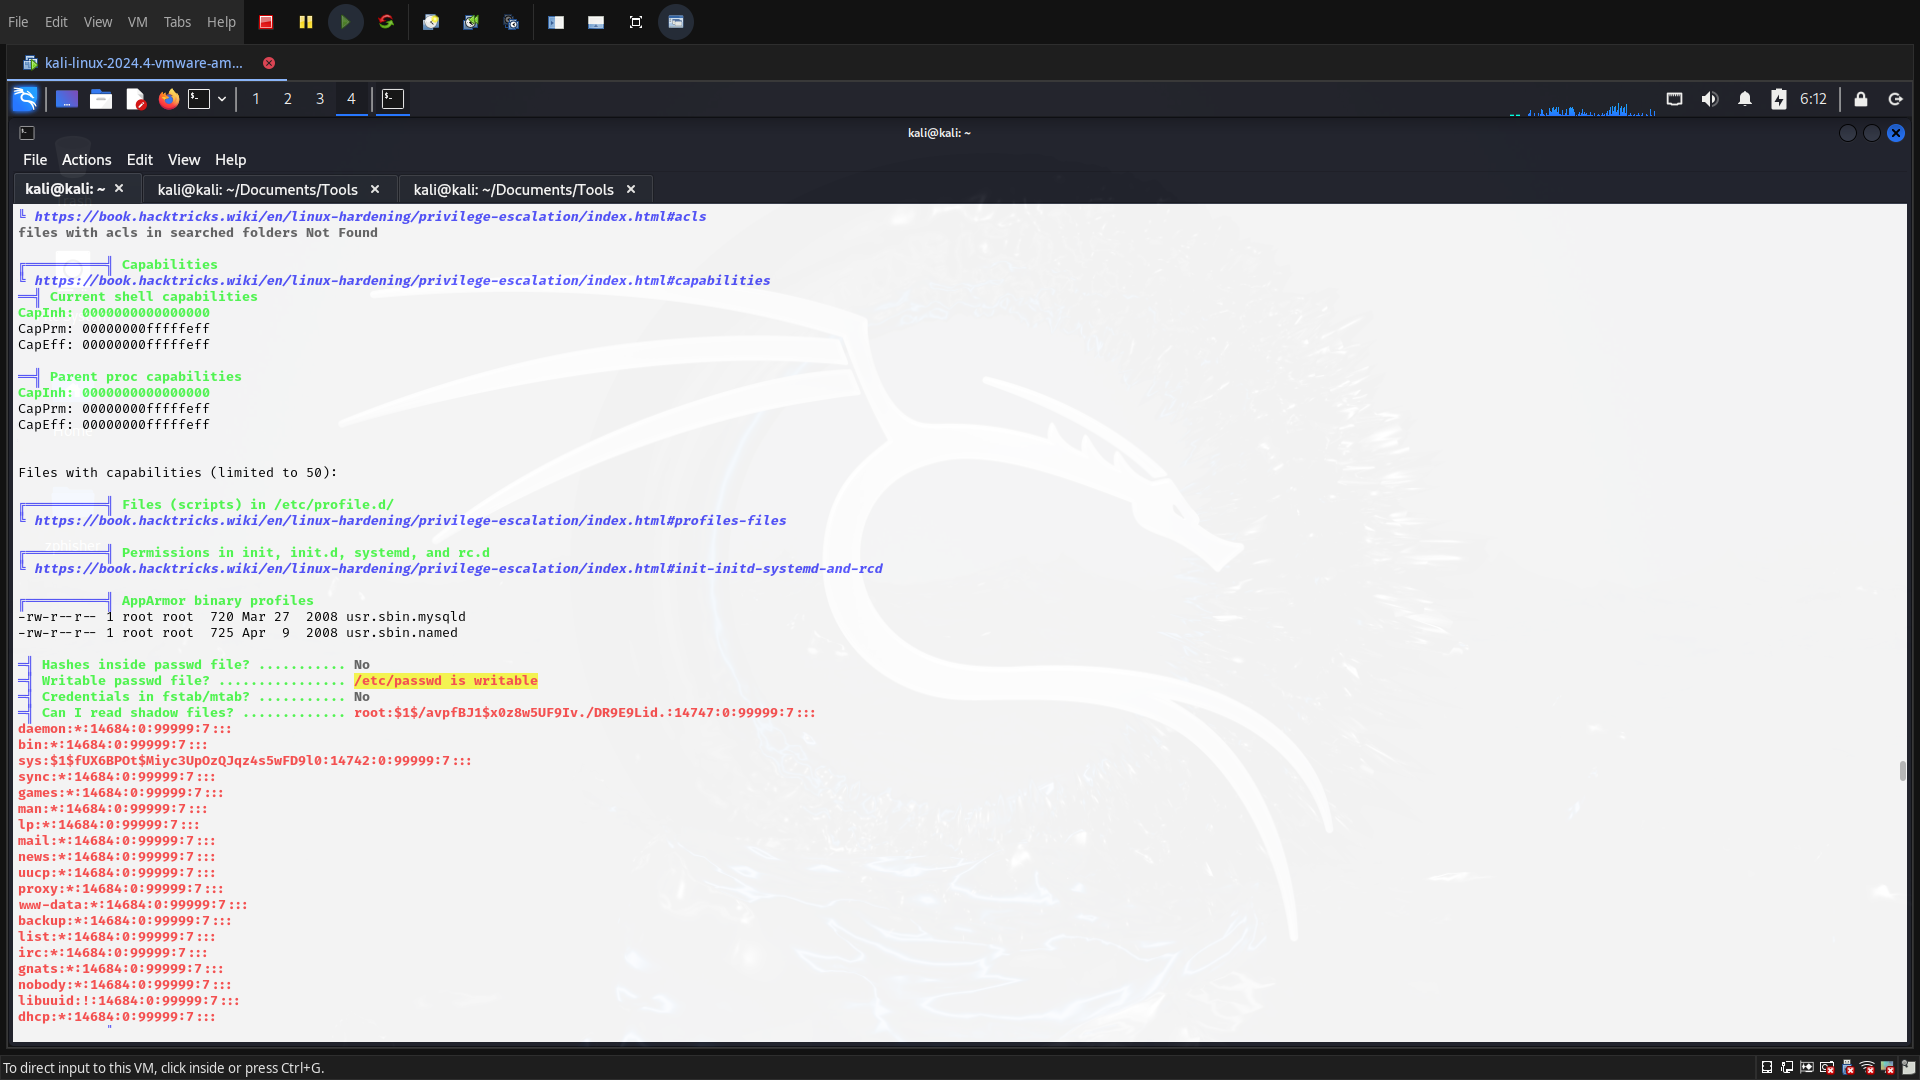 File Edit View VM Tabs Help
kali-linux-2024.4-vmware-am...
1 2 3 4
6:12
kali@kali: ~
File Actions Edit View Help
kali@kali: ~
kali@kali: ~/Documents/Tools
kali@kali: ~/Documents/Tools
╚ https://book.hacktricks.wiki/en/linux-hardening/privilege-escalation/index.html#acls
files with acls in searched folders Not Found
╔══════════╣ Capabilities
╚ https://book.hacktricks.wiki/en/linux-hardening/privilege-escalation/index.html#capabilities
══╣ Current shell capabilities
CapInh: 0000000000000000
CapPrm: 00000000fffffeff
CapEff: 00000000fffffeff
══╣ Parent proc capabilities
CapInh: 0000000000000000
CapPrm: 00000000fffffeff
CapEff: 00000000fffffeff
Files with capabilities (limited to 50):
╔══════════╣ Files (scripts) in /etc/profile.d/
╚ https://book.hacktricks.wiki/en/linux-hardening/privilege-escalation/index.html#profiles-files
╔══════════╣ Permissions in init, init.d, systemd, and rc.d
╚ https://book.hacktricks.wiki/en/linux-hardening/privilege-escalation/index.html#init-initd-systemd-and-rcd
╔══════════╣ AppArmor binary profiles
-rw-r--r-- 1 root root  720 Mar 27  2008 usr.sbin.mysqld
-rw-r--r-- 1 root root  725 Apr  9  2008 usr.sbin.named
═╣ Hashes inside passwd file? ........... No
═╣ Writable passwd file? ................ /etc/passwd is writable
═╣ Credentials in fstab/mtab? ........... No
═╣ Can I read shadow files? ............. root:$1$/avpfBJ1$x0z8w5UF9Iv./DR9E9Lid.:14747:0:99999:7:::
daemon:*:14684:0:99999:7:::
bin:*:14684:0:99999:7:::
sys:$1$fUX6BPOt$Miyc3UpOzQJqz4s5wFD9l0:14742:0:99999:7:::
sync:*:14684:0:99999:7:::
games:*:14684:0:99999:7:::
man:*:14684:0:99999:7:::
lp:*:14684:0:99999:7:::
mail:*:14684:0:99999:7:::
news:*:14684:0:99999:7:::
uucp:*:14684:0:99999:7:::
proxy:*:14684:0:99999:7:::
www-data:*:14684:0:99999:7:::
backup:*:14684:0:99999:7:::
list:*:14684:0:99999:7:::
irc:*:14684:0:99999:7:::
gnats:*:14684:0:99999:7:::
nobody:*:14684:0:99999:7:::
libuuid:!:14684:0:99999:7:::
dhcp:*:14684:0:99999:7:::
To direct input to this VM, click inside or press Ctrl+G.